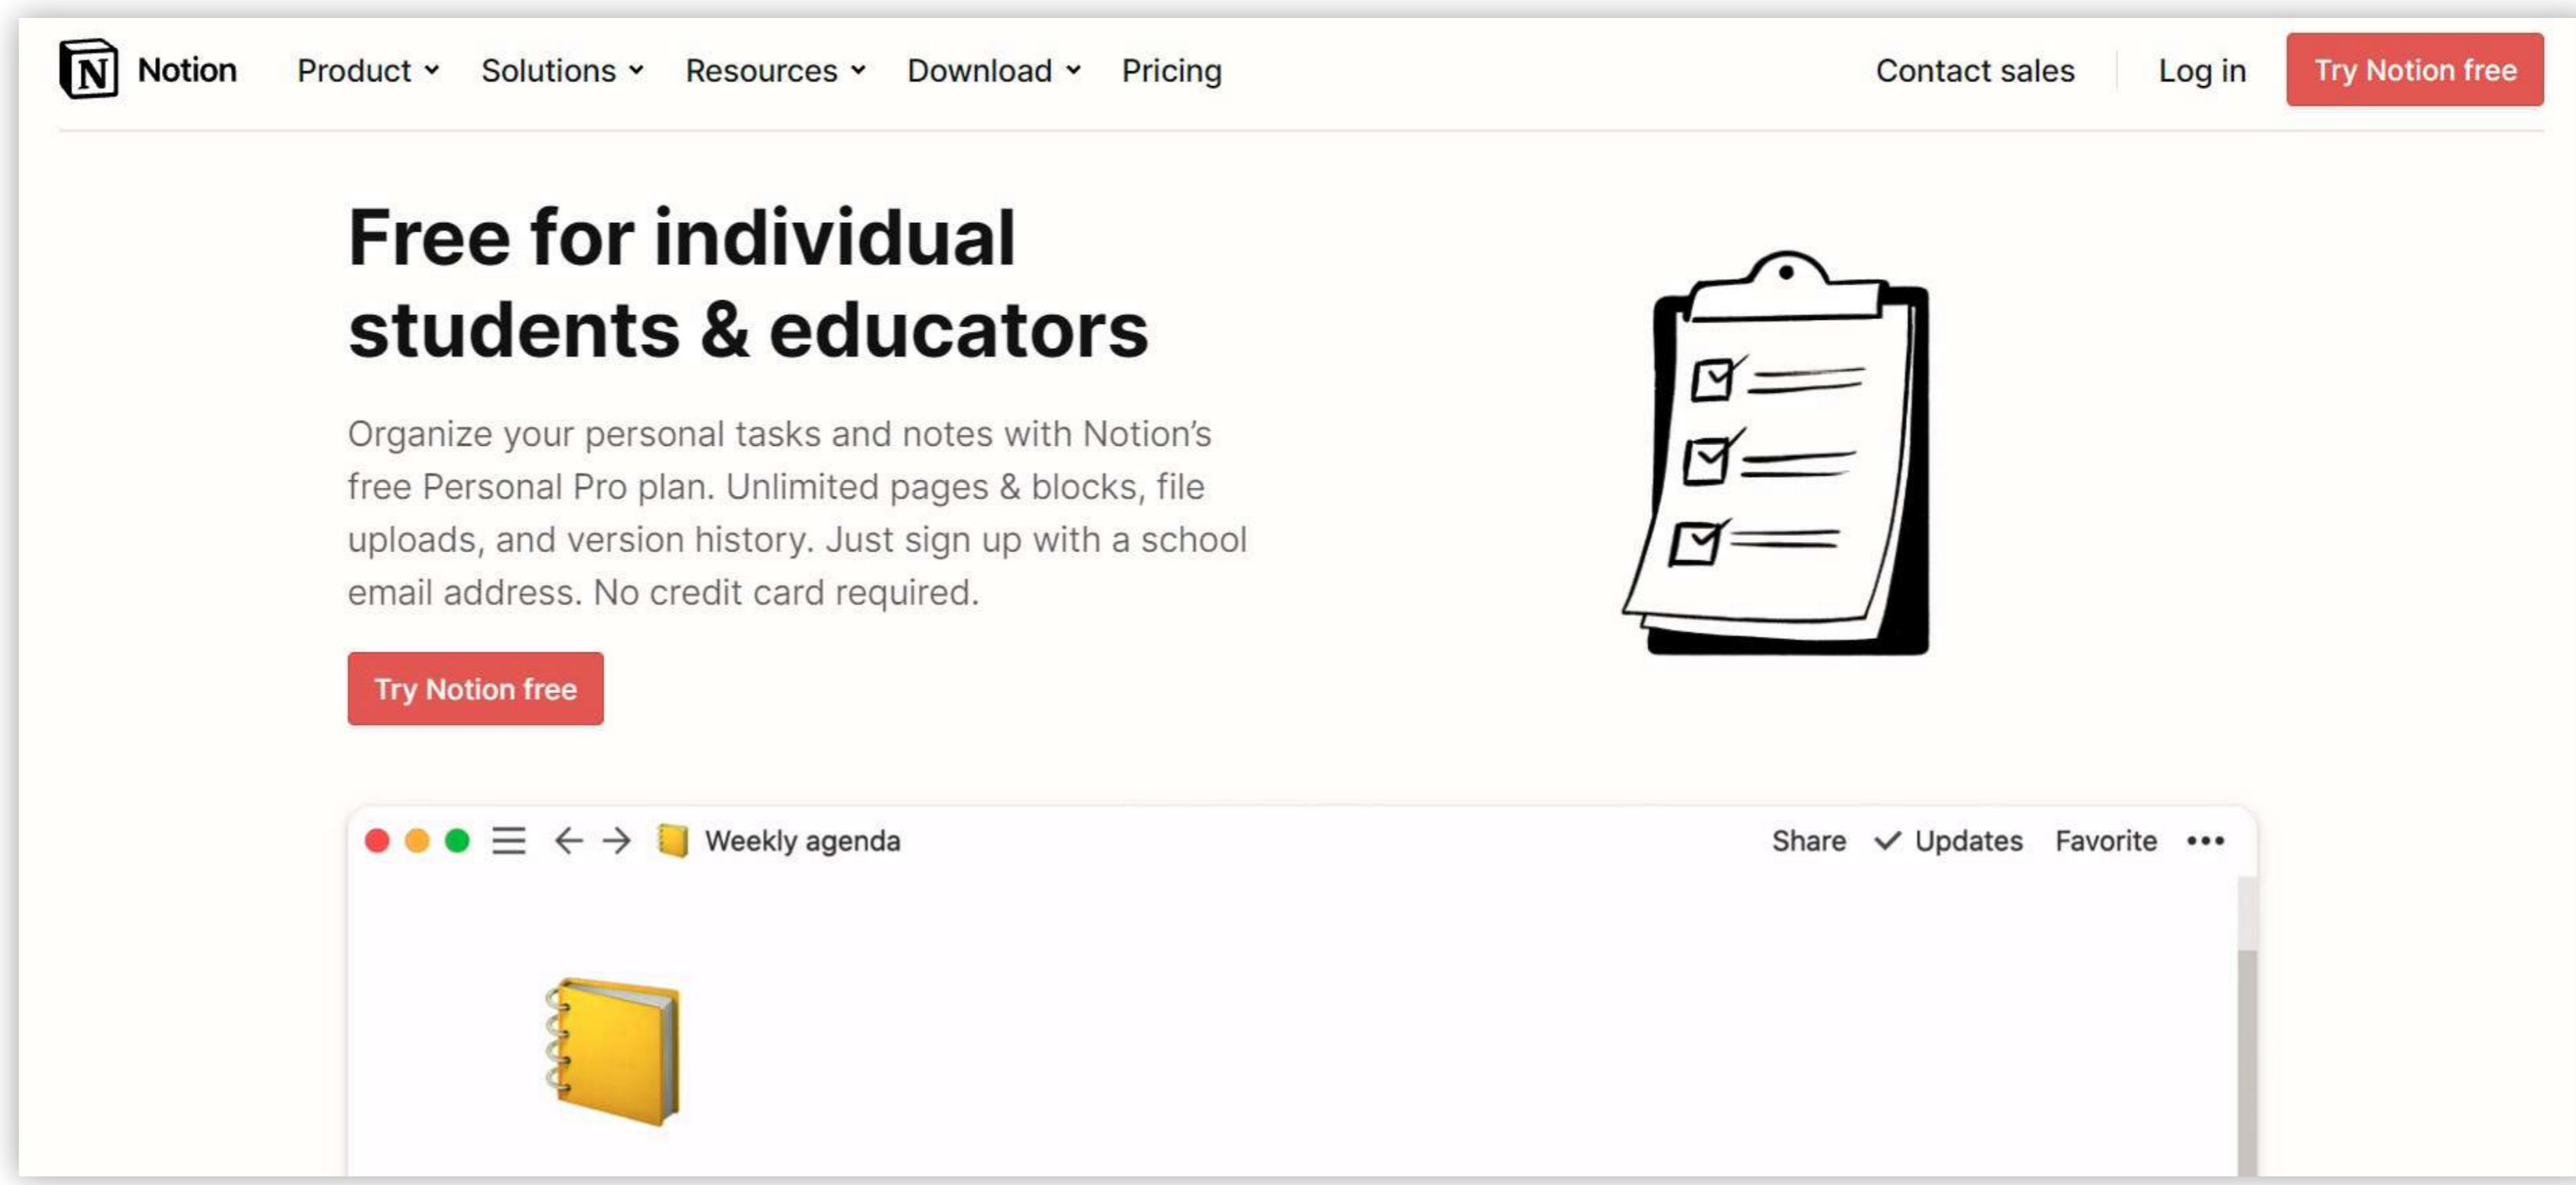 Notion
Product
Solutions
Resources
Download
Pricing
Contact sales
Log in
Try Notion free
Free for individual
students & educators
Organize your personal tasks and notes with Notion’s
free Personal Pro plan. Unlimited pages & blocks, file
uploads, and version history. Just sign up with a school
email address. No credit card required.
Try Notion free
Weekly agenda
Share
Updates
Favorite